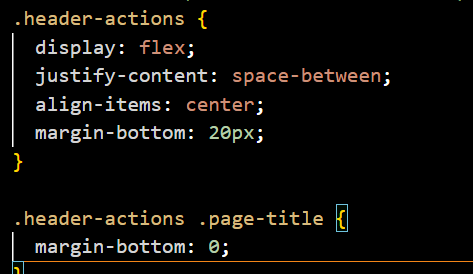 .header-actions {
  display: flex;
  justify-content: space-between;
  align-items: center;
  margin-bottom: 20px;
}

.header-actions .page-title {
  margin-bottom: 0;
}